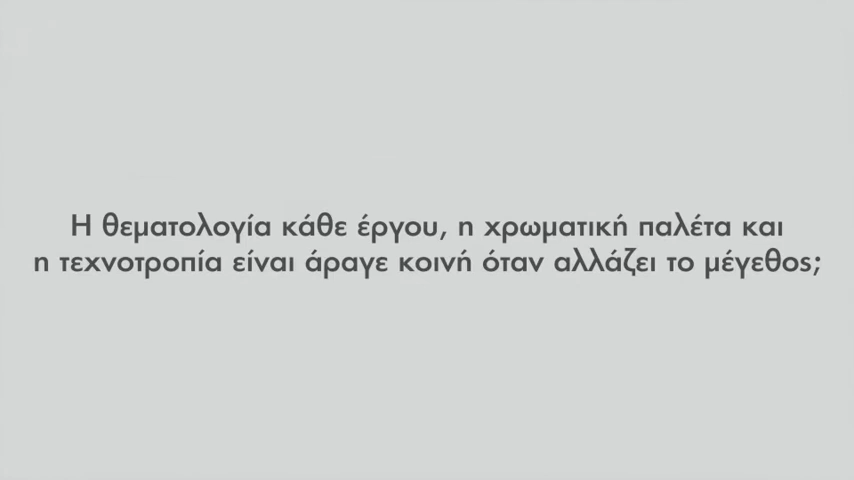 Η θεματολογία κάθε έργου, η χρωματική παλέτα και
η τεχνοτροπία είναι άραγε κοινή όταν αλλάζει το μέγεθος;